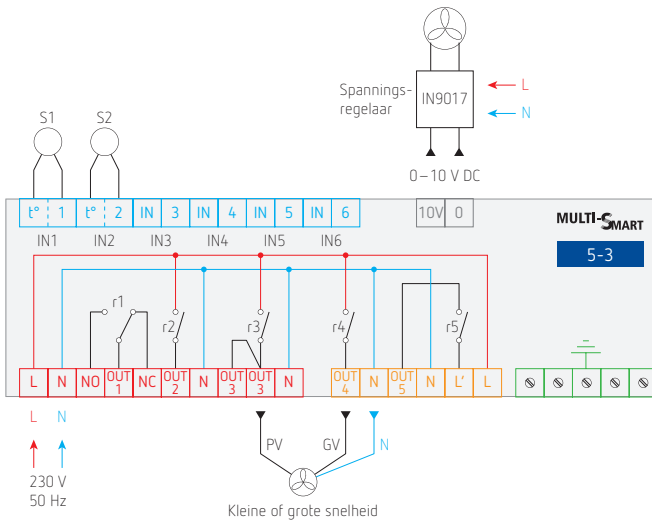 Spannings-
regelaar
IN9017
L
N
0–10 V DC
S1 S2
t° 1 t° 2 IN 3 IN 4 IN 5 IN 6 10V 0
IN1 IN2 IN3 IN4 IN5 IN6
MULTI-SMART
5-3
r1 r2 r3 r4 r5
L N NO OUT 1 NC OUT 2 N OUT 3 OUT 3 N OUT 4 N OUT 5 N L' L
L N
PV GV N
230 V
50 Hz
Kleine of grote snelheid